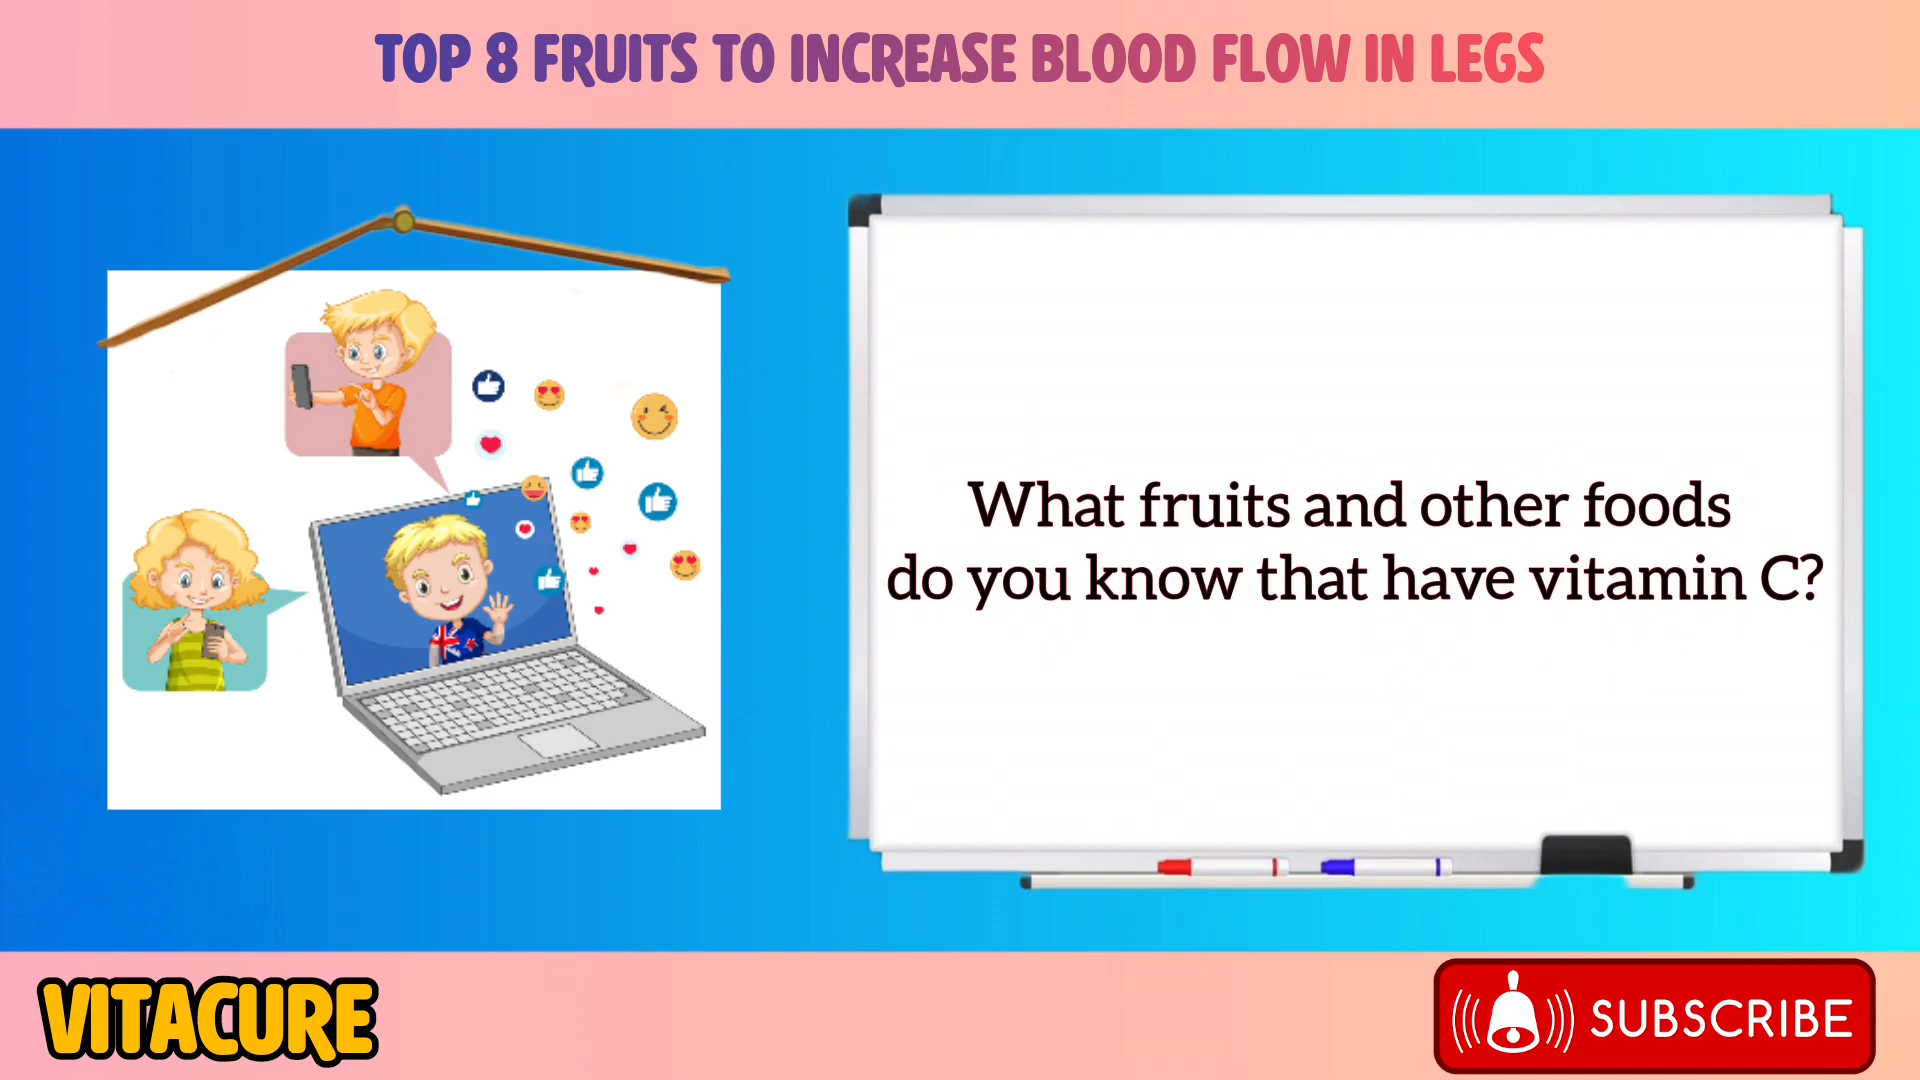 TOP 8 FRUITS TO INCREASE BLOOD FLOW IN LEGS
What fruits and other foods
do you know that have vitamin C?
VITACURE
SUBSCRIBE